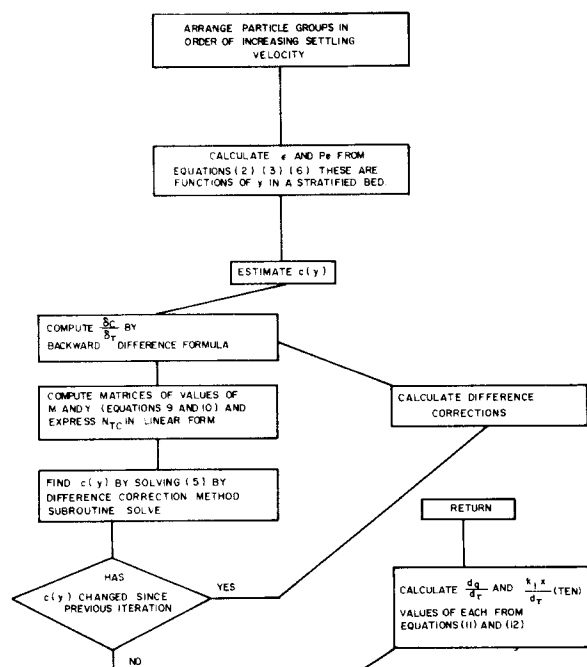 ARRANGE PARTICLE GROUPS IN
ORDER OF INCREASING SETTLING
VELOCITY
CALCULATE ϵ AND Pe FROM
EQUATIONS (2) (3) (6) THESE ARE
FUNCTIONS OF y IN A STRATIFIED BED.
ESTIMATE c(y)
COMPUTE δC/δT BY
BACKWARD DIFFERENCE FORMULA
COMPUTE MATRICES OF VALUES OF
M AND Y (EQUATIONS 9 AND 10) AND
EXPRESS NTC IN LINEAR FORM
CALCULATE DIFFERENCE
CORRECTIONS
FIND c(y) BY SOLVING (5) BY
DIFFERENCE CORRECTION METHOD
SUBROUTINE SOLVE
RETURN
HAS
c(y) CHANGED SINCE
PREVIOUS ITERATION
YES
CALCULATE dq/dT AND k1x/dT (TEN)
VALUES OF EACH FROM
EQUATIONS (11) AND (12)
NO